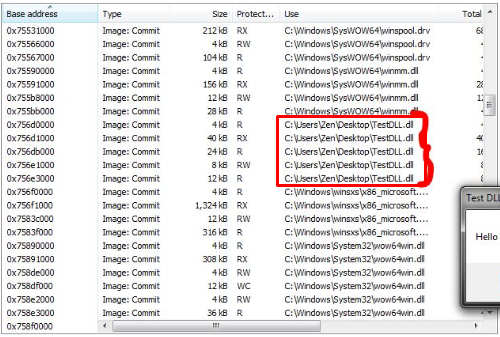 Base address Type Size Protect... Use Total
0x75531000 Image: Commit 212 kB RX C:\Windows\SysWOW64\winspool.drv 68
0x75566000 Image: Commit 4 kB RW C:\Windows\SysWOW64\winspool.drv
0x75567000 Image: Commit 104 kB R C:\Windows\SysWOW64\winspool.drv
0x75590000 Image: Commit 4 kB R C:\Windows\SysWOW64\winmm.dll
0x75591000 Image: Commit 156 kB RX C:\Windows\SysWOW64\winmm.dll 28
0x755b8000 Image: Commit 12 kB RW C:\Windows\SysWOW64\winmm.dll 12
0x755bb000 Image: Commit 28 kB R C:\Windows\SysWOW64\winmm.dll
0x756d0000 Image: Commit 4 kB R C:\Users\Zen\Desktop\TestDLL.dll
0x756d1000 Image: Commit 40 kB RX C:\Users\Zen\Desktop\TestDLL.dll 40
0x756db000 Image: Commit 24 kB R C:\Users\Zen\Desktop\TestDLL.dll 16
0x756e1000 Image: Commit 8 kB RW C:\Users\Zen\Desktop\TestDLL.dll 8
0x756e3000 Image: Commit 12 kB R C:\Users\Zen\Desktop\TestDLL.dll 8
0x756f0000 Image: Commit 4 kB R C:\Windows\winsxs\x86_microsoft....
0x756f1000 Image: Commit 1,324 kB RX C:\Windows\winsxs\x86_microsoft....
0x7583c000 Image: Commit 12 kB RW C:\Windows\winsxs\x86_microsoft....
0x7583f000 Image: Commit 316 kB R C:\Windows\winsxs\x86_microsoft....
0x75890000 Image: Commit 4 kB R C:\Windows\System32\wow64win.dll
0x75891000 Image: Commit 308 kB RX C:\Windows\System32\wow64win.dll
0x758de000 Image: Commit 4 kB RW C:\Windows\System32\wow64win.dll
0x758df000 Image: Commit 12 kB WC C:\Windows\System32\wow64win.dll
0x758e2000 Image: Commit 4 kB RW C:\Windows\System32\wow64win.dll
0x758e3000 Image: Commit 36 kB R C:\Windows\System32\wow64win.dll
0x758f0000
Test DL
Hello